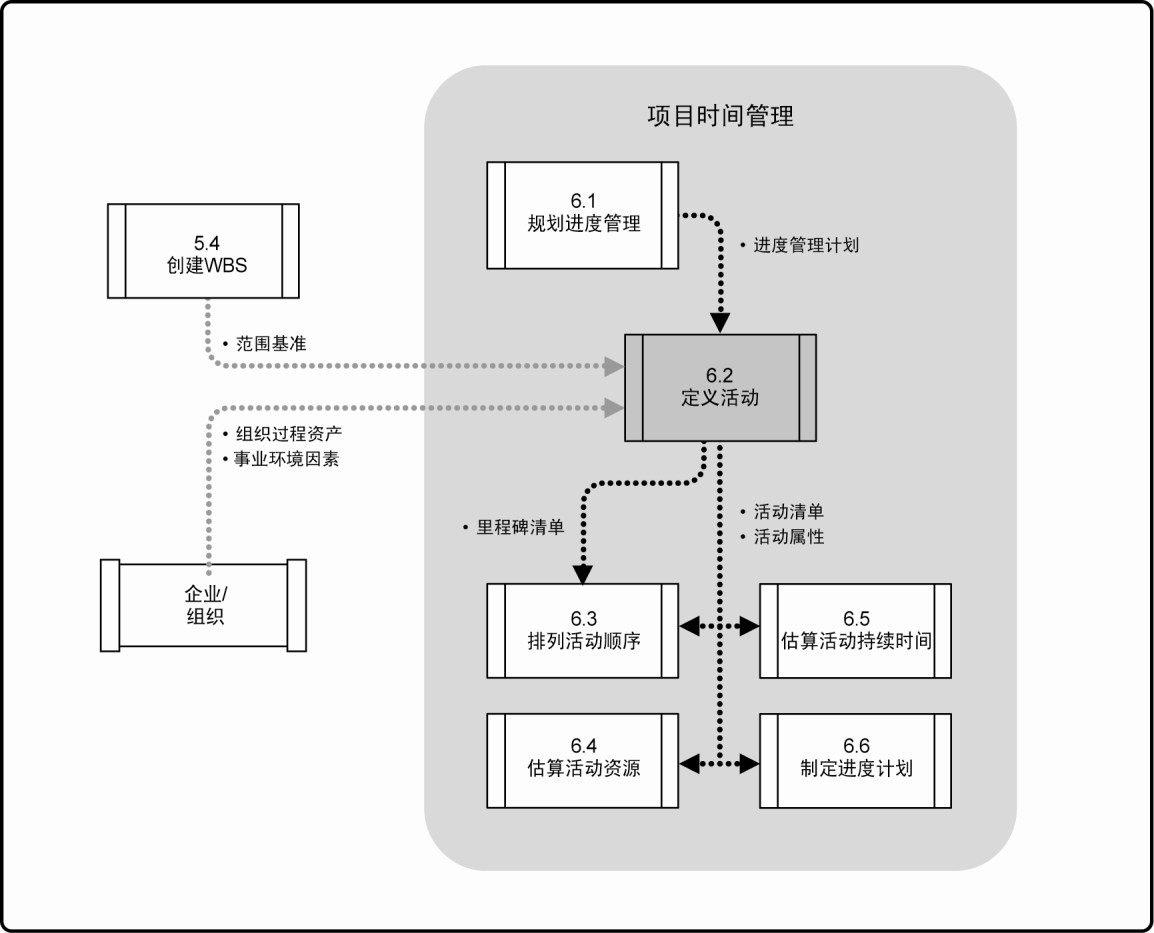 项目时间管理
6.1
规划进度管理
• 进度管理计划
5.4
创建WBS
• 范围基准
6.2
定义活动
• 组织过程资产
• 事业环境因素
企业/
组织
• 里程碑清单
• 活动清单
• 活动属性
6.3
排列活动顺序
6.5
估算活动持续时间
6.4
估算活动资源
6.6
制定进度计划